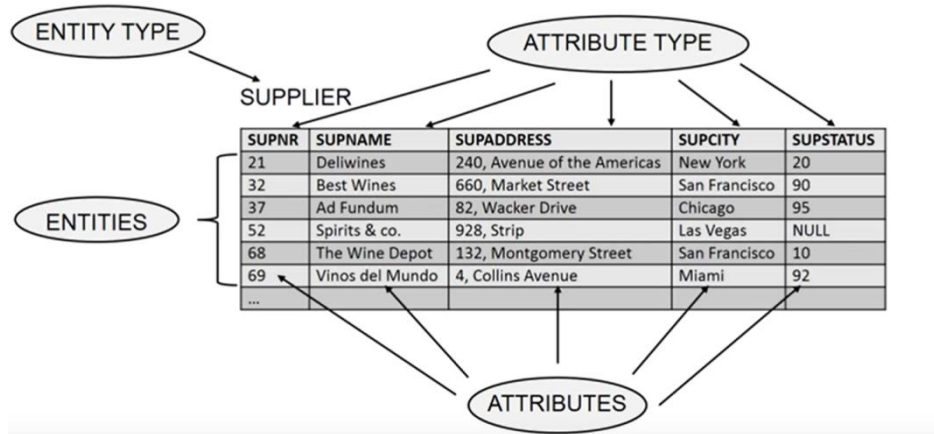 ENTITY TYPE
ATTRIBUTE TYPE
SUPPLIER
SUPNR SUPNAME SUPADDRESS SUPCITY SUPSTATUS
21 Deliwines 240, Avenue of the Americas New York 20
32 Best Wines 660, Market Street San Francisco 90
37 Ad Fundum 82, Wacker Drive Chicago 95
52 Spirits & co. 928, Strip Las Vegas NULL
68 The Wine Depot 132, Montgomery Street San Francisco 10
69 Vinos del Mundo 4, Collins Avenue Miami 92
...
ENTITIES
ATTRIBUTES